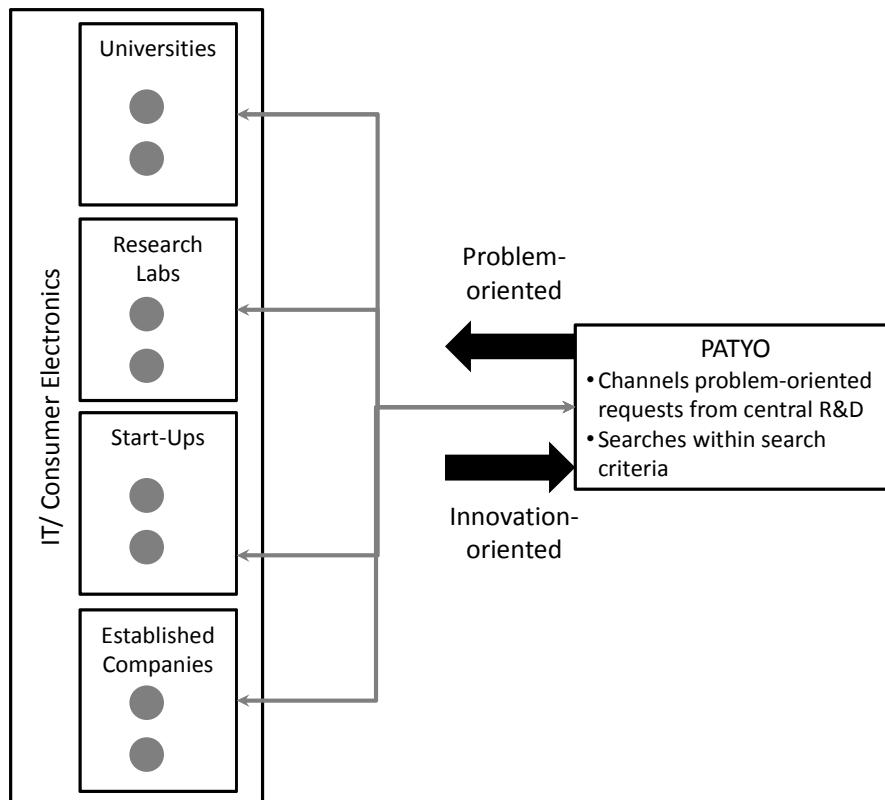 IT/ Consumer Electronics
Universities
Research
Labs
Start-Ups
Established
Companies
Problem-
oriented
Innovation-
oriented
PATYO
• Channels problem-oriented
requests from central R&D
• Searches within search
criteria